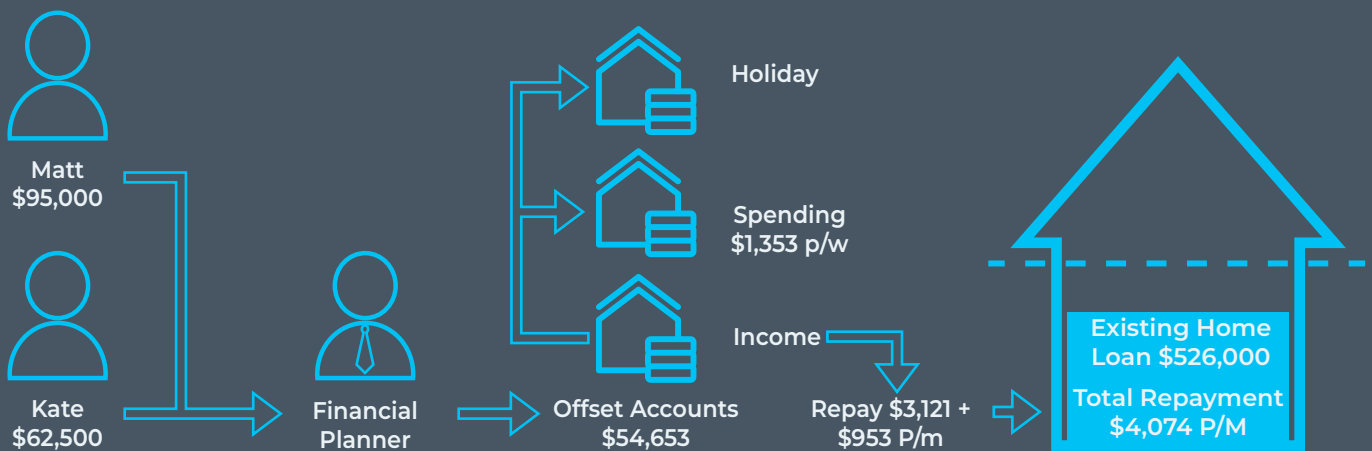 Matt
$95,000
Kate
$62,500
Financial
Planner
Offset Accounts
$54,653
Holiday
Spending
$1,353 p/w
Income
Repay $3,121 +
$953 P/m
Existing Home
Loan $526,000
Total Repayment
$4,074 P/M